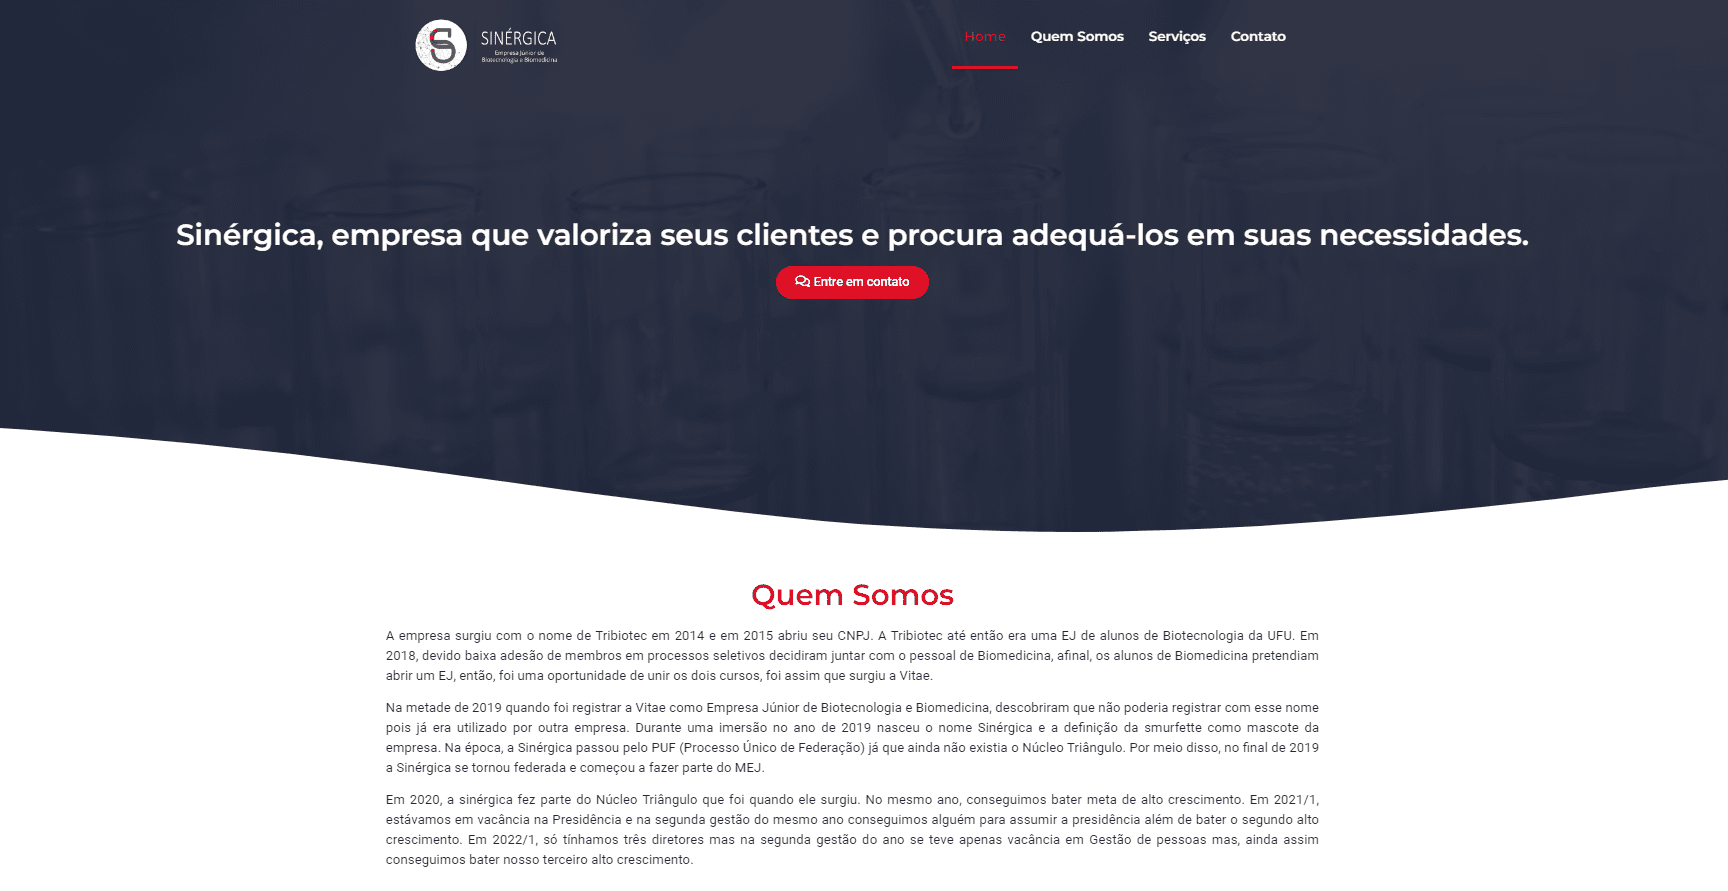 SINÉRGICA
Empresa Júnior de
Biotecnologia e Biomedicina
Home Quem Somos Serviços Contato
Sinérgica, empresa que valoriza seus clientes e procura adequá-los em suas necessidades.
Entre em contato
Quem Somos
A empresa surgiu com o nome de Tribiotec em 2014 e em 2015 abriu seu CNPJ. A Tribiotec até então era uma EJ de alunos de Biotecnologia da UFU. Em
2018, devido baixa adesão de membros em processos seletivos decidiram juntar com o pessoal de Biomedicina, afinal, os alunos de Biomedicina pretendiam
abrir um EJ, então, foi uma oportunidade de unir os dois cursos, foi assim que surgiu a Vitae.
Na metade de 2019 quando foi registrar a Vitae como Empresa Júnior de Biotecnologia e Biomedicina, descobriram que não poderia registrar com esse nome
pois já era utilizado por outra empresa. Durante uma imersão no ano de 2019 nasceu o nome Sinérgica e a definição da smurfette como mascote da
empresa. Na época, a Sinérgica passou pelo PUF (Processo Único de Federação) já que ainda não existia o Núcleo Triângulo. Por meio disso, no final de 2019
a Sinérgica se tornou federada e começou a fazer parte do MEJ.
Em 2020, a sinérgica fez parte do Núcleo Triângulo que foi quando ele surgiu. No mesmo ano, conseguimos bater meta de alto crescimento. Em 2021/1,
estávamos em vacância na Presidência e na segunda gestão do mesmo ano conseguimos alguém para assumir a presidência além de bater o segundo alto
crescimento. Em 2022/1, só tínhamos três diretores mas na segunda gestão do ano se teve apenas vacância em Gestão de pessoas mas, ainda assim
conseguimos bater nosso terceiro alto crescimento.